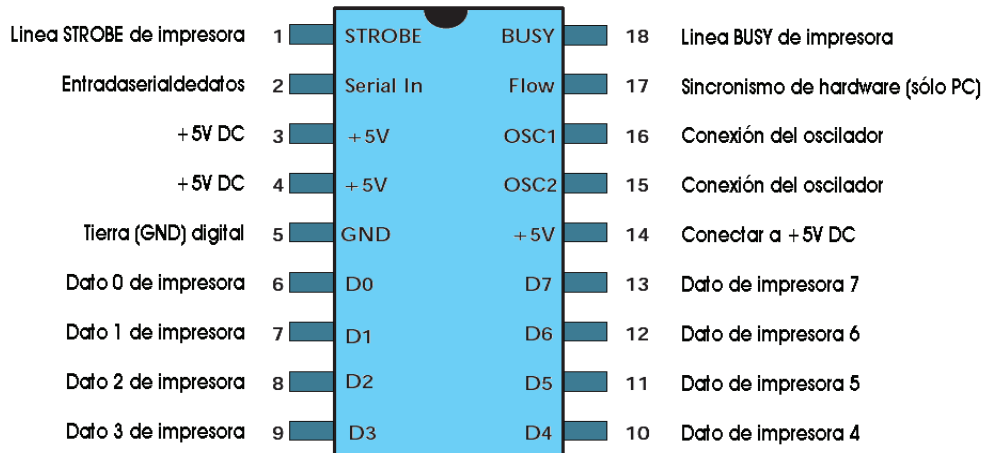 Linea STROBE de impresora 1 STROBE BUSY 18 Linea BUSY de impresora
Entradaserialdedatos 2 Serial In Flow 17 Sincronismo de hardware (sólo PC)
+5V DC 3 +5V OSC1 16 Conexión del oscilador
+5V DC 4 +5V OSC2 15 Conexión del oscilador
Tierra (GND) digital 5 GND +5V 14 Conectar a +5V DC
Dato 0 de impresora 6 D0 D7 13 Dato de impresora 7
Dato 1 de impresora 7 D1 D6 12 Dato de impresora 6
Dato 2 de impresora 8 D2 D5 11 Dato de impresora 5
Dato 3 de impresora 9 D3 D4 10 Dato de impresora 4